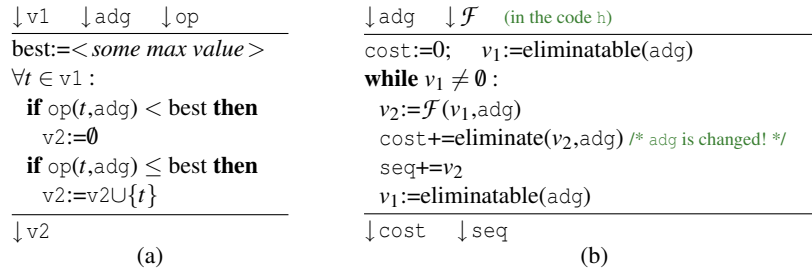 ↓v1 ↓adg ↓op
best:=<some max value>
∀t ∈ v1 :
if op(t,adg) < best then
v2:=∅
if op(t,adg) ≤ best then
v2:=v2∪{t}
↓v2
(a)
↓adg ↓ℱ (in the code h)
cost:=0; v₁:=eliminatable(adg)
while v₁ ≠ ∅ :
v₂:=ℱ(v₁,adg)
cost+=eliminate(v₂,adg) /* adg is changed! */
seq+=v₂
v₁:=eliminatable(adg)
↓cost ↓seq
(b)